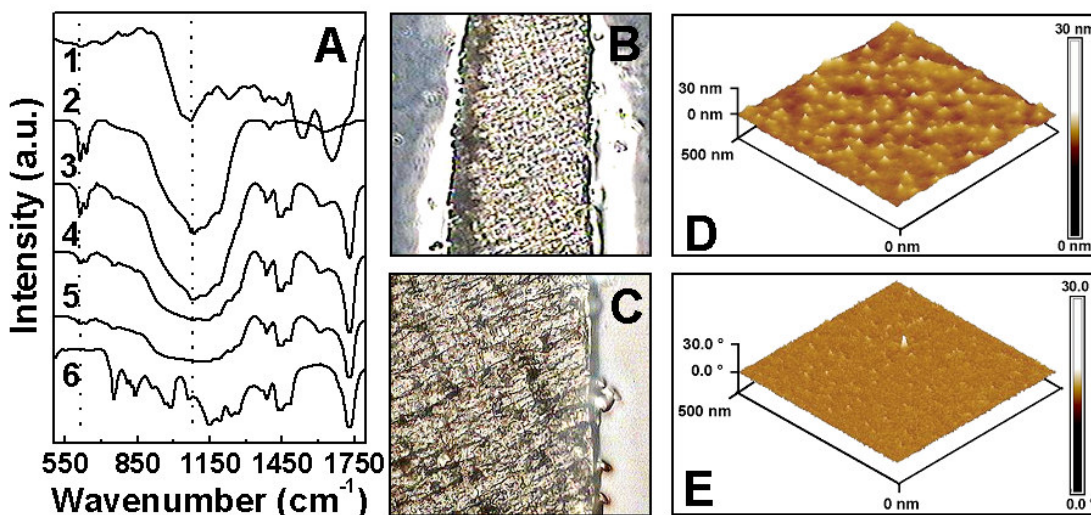 A
1
2
3
4
5
6
Intensity (a.u.)
550 850 1150 1450 1750
Wavenumber (cm-1)
B
C
D
30 nm
0 nm
500 nm
0 nm
30 nm
0 nm
E
30.0 °
0.0 °
500 nm
0 nm
30.0
0.0 °